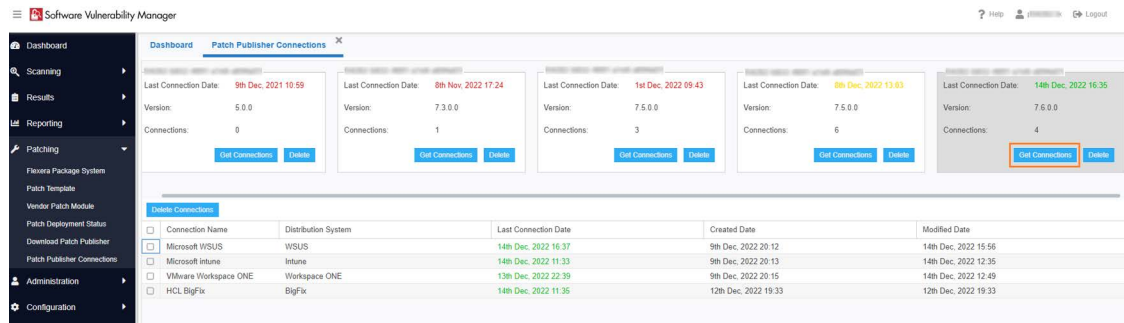 Software Vulnerability Manager
Help
Logout
Dashboard
Scanning
Results
Reporting
Patching
Flexera Package System
Patch Template
Vendor Patch Module
Patch Deployment Status
Download Patch Publisher
Patch Publisher Connections
Administration
Configuration
Dashboard Patch Publisher Connections
Last Connection Date: 9th Dec, 2021 10:59
Version: 5.0.0
Connections: 0
Get Connections Delete
Last Connection Date: 8th Nov, 2022 17:24
Version: 7.3.0.0
Connections: 1
Get Connections Delete
Last Connection Date: 1st Dec, 2022 09:43
Version: 7.5.0.0
Connections: 3
Get Connections Delete
Last Connection Date: 8th Dec, 2022 13:03
Version: 7.5.0.0
Connections: 6
Get Connections Delete
Last Connection Date: 14th Dec, 2022 16:35
Version: 7.6.0.0
Connections: 4
Get Connections Delete
Delete Connections
Connection Name Distribution System Last Connection Date Created Date Modified Date
Microsoft WSUS WSUS 14th Dec, 2022 16:37 9th Dec, 2022 20:12 14th Dec, 2022 15:56
Microsoft intune Intune 14th Dec, 2022 11:33 9th Dec, 2022 20:13 14th Dec, 2022 12:35
VMware Workspace ONE Workspace ONE 13th Dec, 2022 22:39 9th Dec, 2022 20:15 14th Dec, 2022 12:49
HCL BigFix BigFix 14th Dec, 2022 11:35 12th Dec, 2022 19:33 12th Dec, 2022 19:33